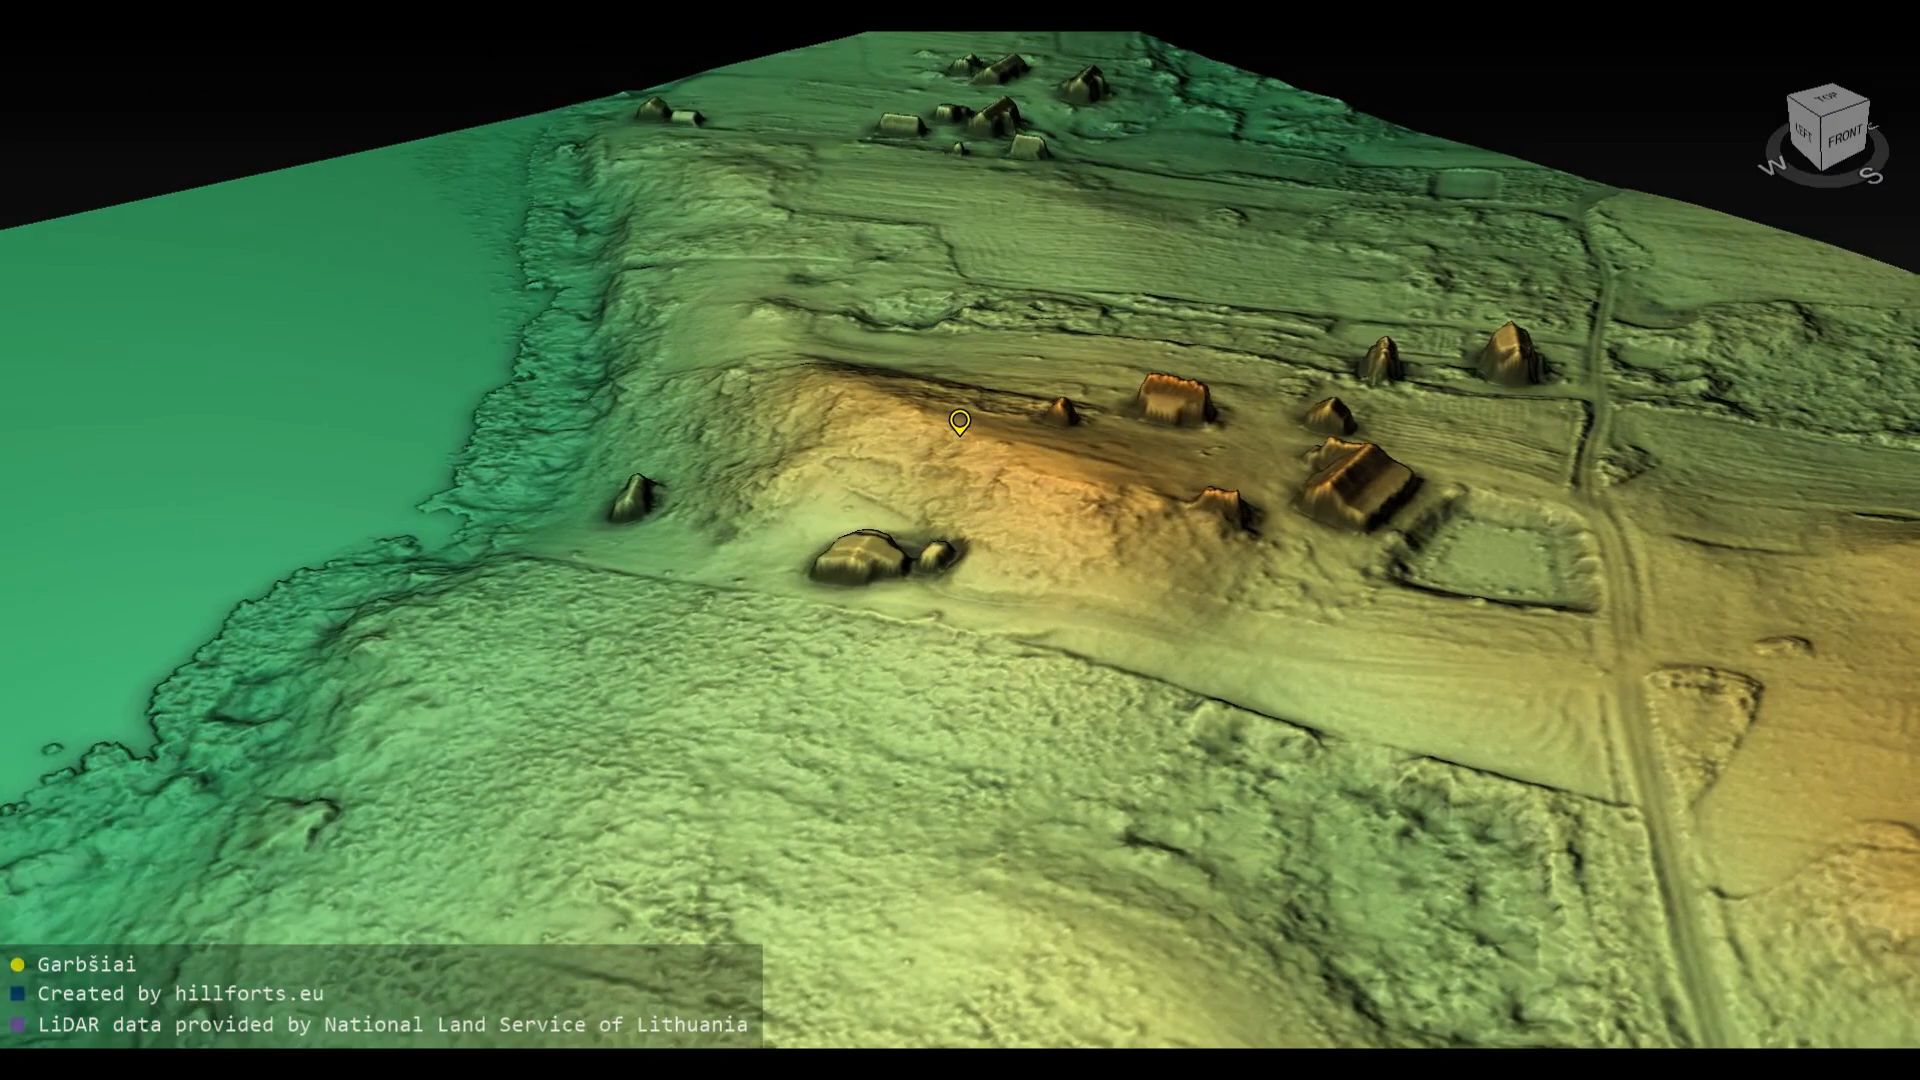 TOP
LEFT
FRONT
W
S
Garbšiai
Created by hillforts.eu
LiDAR data provided by National Land Service of Lithuania